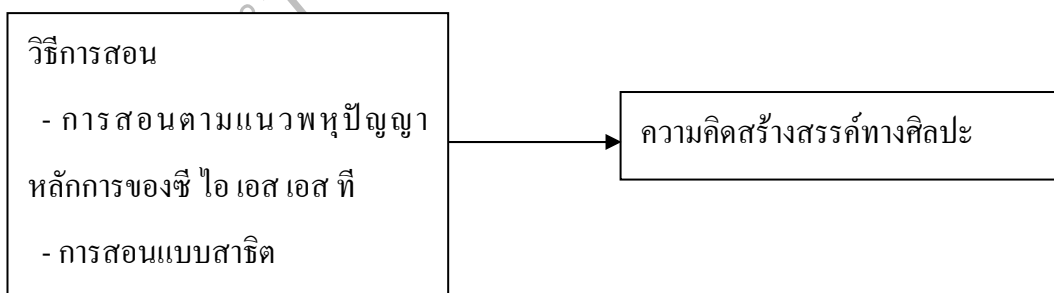 วิธีการสอน
- การสอนตามแนวพหุปัญญา
หลักการของซี ไอ เอส เอส ที
- การสอนแบบสาธิต
ความคิดสร้างสรรค์ทางศิลปะ